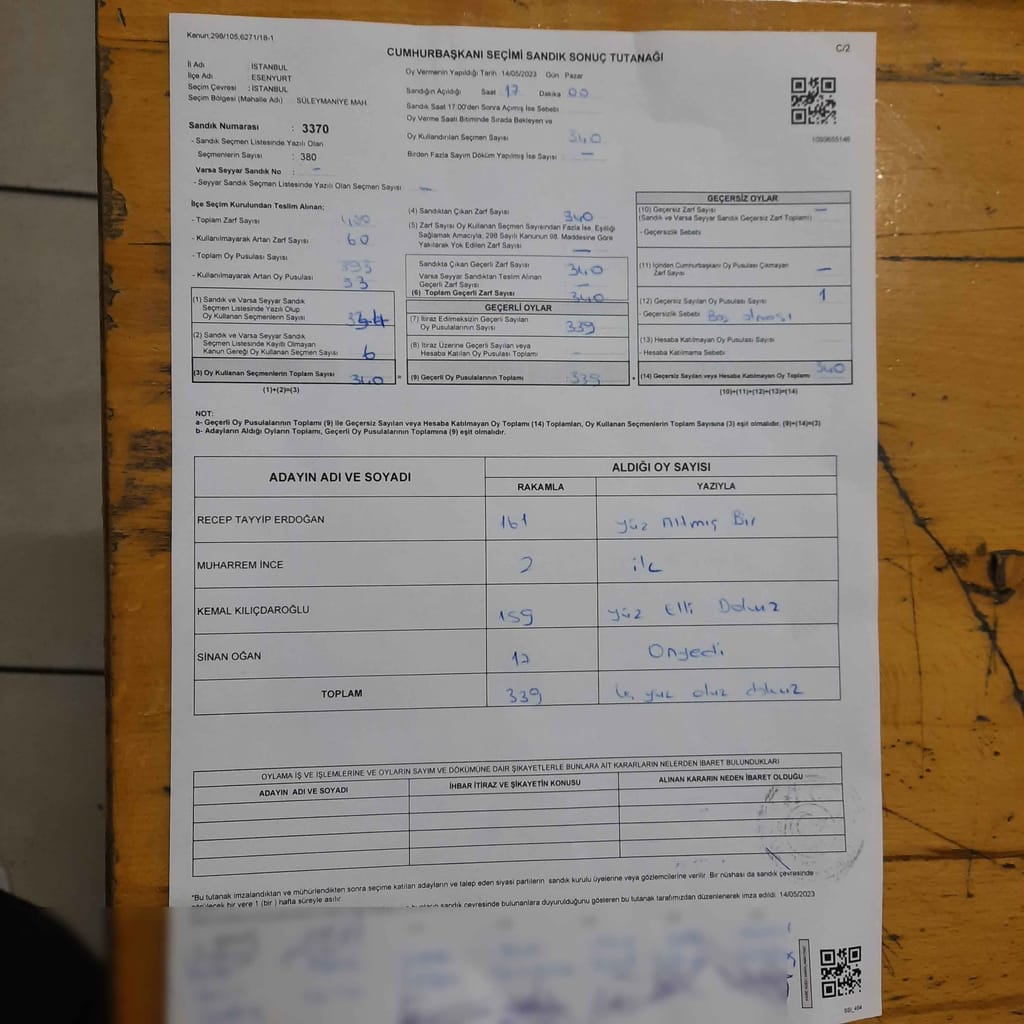 Kanun:298/105,6271/18-1
C/2
CUMHURBAŞKANI SEÇİMİ SANDIK SONUÇ TUTANAĞI
İl Adı : İSTANBUL
İlçe Adı : ESENYURT
Seçim Çevresi : İSTANBUL
Seçim Bölgesi (Mahalle Adı) SÜLEYMANİYE MAH.
Sandık Numarası : 3370
- Sandık Seçmen Listesinde Yazılı Olan
Seçmenlerin Sayısı : 380
Varsa Seyyar Sandık No : -
- Seyyar Sandık Seçmen Listesinde Yazılı Olan Seçmen Sayısı : -
Oy Vermenin Yapıldığı Tarih 14/05/2023 Gün Pazar
Sandığın Açıldığı Saat 17 Dakika 00
Sandık Saat 17:00'den Sonra Açmış İse Sebebi
Oy Verme Saati Bitiminde Sırada Bekleyen ve
Oy Kullandırılan Seçmen Sayısı 340
Birden Fazla Sayım Döküm Yapılmış İse Sayısı -
1093655146
İlçe Seçim Kurulundan Teslim Alınan;
- Toplam Zarf Sayısı 400
- Kullanılmayarak Artan Zarf Sayısı 60
- Toplam Oy Pusulası Sayısı 393
- Kullanılmayarak Artan Oy Pusulası 53
(1) Sandık ve Varsa Seyyar Sandık
Seçmen Listesinde Yazılı Olup
Oy Kullanan Seçmenlerin Sayısı
(2) Sandık ve Varsa Seyyar Sandık
Seçmen Listesinde Kayıtlı Olmayan
Kanun Gereği Oy Kullanan Seçmen Sayısı 6
(3) Oy Kullanan Seçmenlerin Toplam Sayısı 340
(1)+(2)=(3)
(4) Sandıktan Çıkan Zarf Sayısı 340
(5) Zarf Sayısı Oy Kullanan Seçmen Sayısından Fazla İse, Eşitliği
Sağlamak Amacıyla, 298 Sayılı Kanunun 98. Maddesine Göre
Yakılarak Yok Edilen Zarf Sayısı -
Sandıkta Çıkan Geçerli Zarf Sayısı 340
Varsa Seyyar Sandıktan Teslim Alınan
Geçerli Zarf Sayısı -
(6) Toplam Geçerli Zarf Sayısı 340
GEÇERLİ OYLAR
(7) İtiraz Edilmeksizin Geçerli Sayılan
Oy Pusulalarının Sayısı 339
(8) İtiraz Üzerine Geçerli Sayılan veya
Hesaba Katılan Oy Pusulası Toplamı -
= (9) Geçerli Oy Pusulalarının Toplamı 339
GEÇERSİZ OYLAR
(10) Geçersiz Zarf Sayısı -
(Sandık ve Varsa Seyyar Sandık Geçersiz Zarf Toplamı)
- Geçersizlik Sebebi
(11) İçinden Cumhurbaşkanı Oy Pusulası Çıkmayan
Zarf Sayısı -
(12) Geçersiz Sayılan Oy Pusulası Sayısı 1
- Geçersizlik Sebebi Boş olması
(13) Hesaba Katılmayan Oy Pusulası Sayısı
- Hesaba Katılmama Sebebi
+ (14) Geçersiz Sayılan veya Hesaba Katılmayan Oy Toplamı 340
(10)+(11)+(12)+(13)=(14)
NOT:
a- Geçerli Oy Pusulalarının Toplamı (9) ile Geçersiz Sayılan veya Hesaba Katılmayan Oy Toplamı (14) Toplamları, Oy Kullanan Seçmenlerin Toplam Sayısına (3) eşit olmalıdır. (9)+(14)=(3)
b- Adayların Aldığı Oyların Toplamı, Geçerli Oy Pusulalarının Toplamına (9) eşit olmalıdır.
ADAYIN ADI VE SOYADI ALDIĞI OY SAYISI
RAKAMLA YAZIYLA
RECEP TAYYİP ERDOĞAN 161 Yüz Altmış Bir
MUHARREM İNCE 2 İki
KEMAL KILIÇDAROĞLU 159 Yüz Elli Dokuz
SİNAN OĞAN 17 Onyedi
TOPLAM 339 yüz otuz dokuz
OYLAMA İŞ VE İŞLEMLERİNE VE OYLARIN SAYIM VE DÖKÜMÜNE DAİR ŞİKAYETLERLE BUNLARA AİT KARARLARIN NELERDEN İBARET BULUNDUKLARI
ADAYIN ADI VE SOYADI İHBAR İTİRAZ VE ŞİKAYETİN KONUSU ALINAN KARARIN NEDEN İBARET OLDUĞU
*Bu tutanak imzalandıktan ve mühürlendikten sonra seçime katılan adayların ve talep eden siyasi partilerin sandık kurulu üyelerine veya gözlemcilerine verilir. Bir nüshası da sandık çevresinde
görülecek bir yere 1 (bir) hafta süreyle asılır.
sandık çevresinde bulunanlara duyurulduğunu gösteren bu tutanak tarafımızdan düzenlenerek imza edildi. 14/05/2023